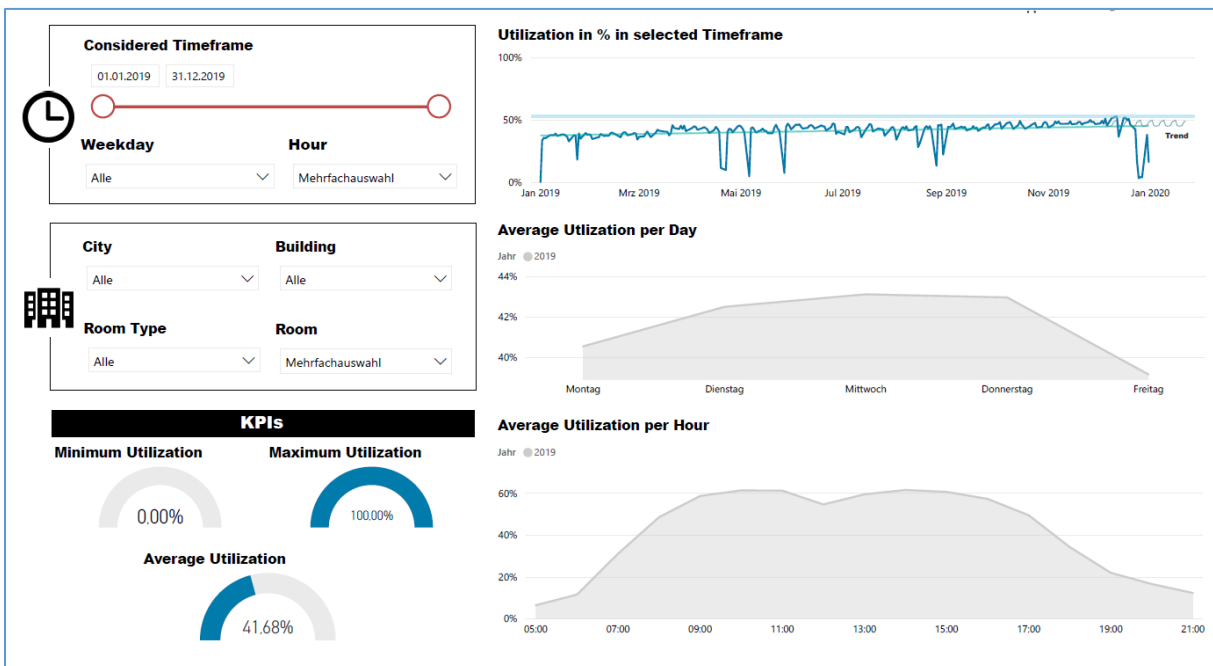 Considered Timeframe
01.01.2019 31.12.2019
Weekday Hour
Alle Mehrfachauswahl
City Building
Alle Alle
Room Type Room
Alle Mehrfachauswahl
KPIs
Minimum Utilization Maximum Utilization
0.00% 100,00%
Average Utilization
41,68%
Utilization in % in selected Timeframe
100%
50%
Trend
0%
Jan 2019 Mrz 2019 Mai 2019 Jul 2019 Sep 2019 Nov 2019 Jan 2020
Average Utlization per Day
Jahr 2019
44%
42%
40%
Montag Dienstag Mittwoch Donnerstag Freitag
Average Utilization per Hour
Jahr 2019
60%
40%
20%
0%
05:00 07:00 09:00 11:00 13:00 15:00 17:00 19:00 21:00